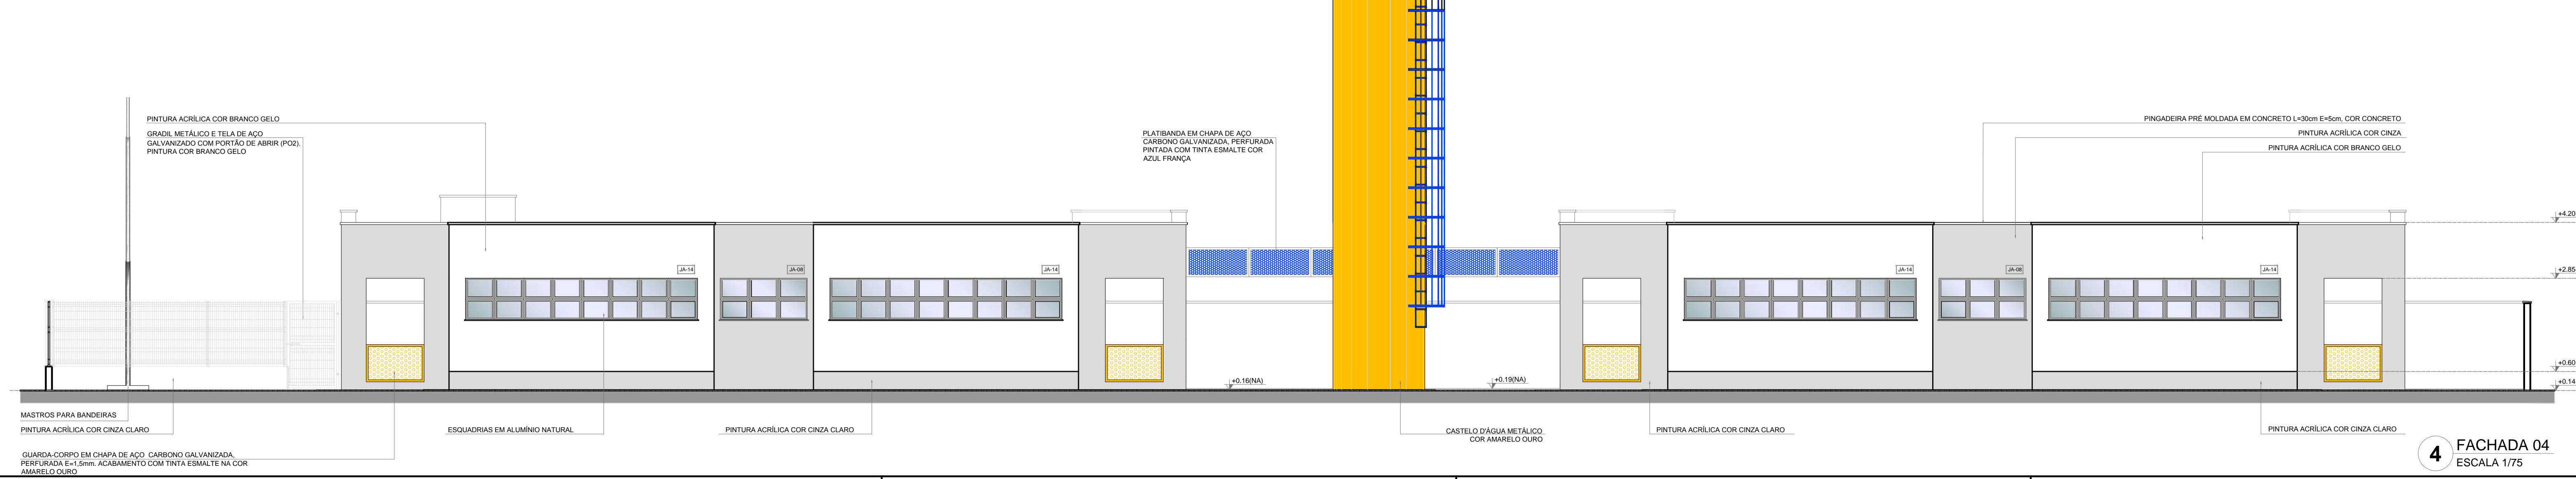 PINTURA ACRÍLICA COR BRANCO GELO
GRADIL METÁLICO E TELA DE AÇO
GALVANIZADO COM PORTÃO DE ABRIR (PO2).
PINTURA COR BRANCO GELO
PLATIBANDA EM CHAPA DE AÇO
CARBONO GALVANIZADA, PERFURADA
PINTADA COM TINTA ESMALTE COR
AZUL FRANÇA
PINGADEIRA PRÉ MOLDADA EM CONCRETO L=30cm E=5cm, COR CONCRETO
PINTURA ACRÍLICA COR CINZA
PINTURA ACRÍLICA COR BRANCO GELO
+4.20
JA-14
JA-08
JA-14
JA-14
JA-08
JA-14
+2.85
+0.60
+0.16(NA)
+0.19(NA)
+0.14
MASTROS PARA BANDEIRAS
PINTURA ACRÍLICA COR CINZA CLARO
GUARDA-CORPO EM CHAPA DE AÇO CARBONO GALVANIZADA,
PERFURADA E=1,5mm. ACABAMENTO COM TINTA ESMALTE NA COR
AMARELO OURO
ESQUADRIAS EM ALUMÍNIO NATURAL
PINTURA ACRÍLICA COR CINZA CLARO
CASTELO D'ÁGUA METÁLICO
COR AMARELO OURO
PINTURA ACRÍLICA COR CINZA CLARO
PINTURA ACRÍLICA COR CINZA CLARO
4
FACHADA 04
ESCALA 1/75